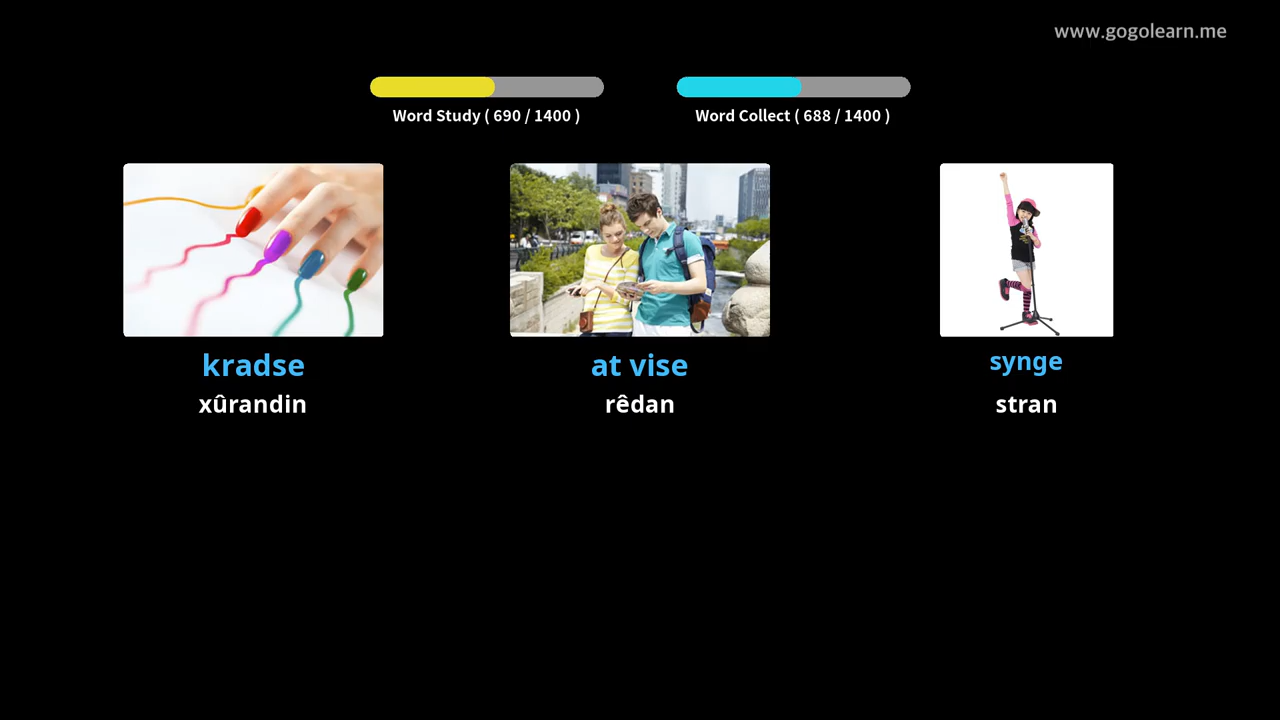 www.gogolearn.me
Word Study ( 690 / 1400 )
Word Collect ( 688 / 1400 )
kradse
at vise
synge
xûrandin
rêdan
stran